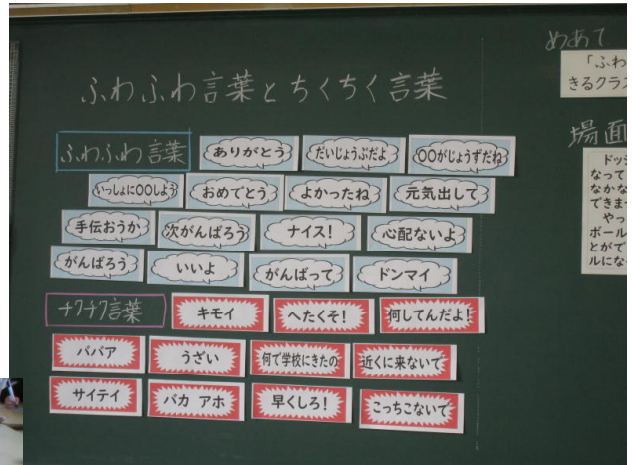 ふわふわ言葉とちくちく言葉
ふわふわ言葉
ありがとう
だいじょうぶだよ
〇〇がじょうずだね
いっしょに〇〇しよう
おめでとう
よかったね
元気出して
手伝おうか
次がんばろう
ナイス!
心配ないよ
がんばろう
いいよ
がんばって
ドンマイ
チクチク言葉
キモイ
へたくそ!
何してんだよ!
ババア
うざい
何で学校にきたの
近くに来ないで
サイテイ
バカ アホ
早くしろ!
こっちこないで
めあて
「ふわ
きるクラス
場面
ドッジ
なって
なかな
できま
やっ
ボール
とがで
ルにな